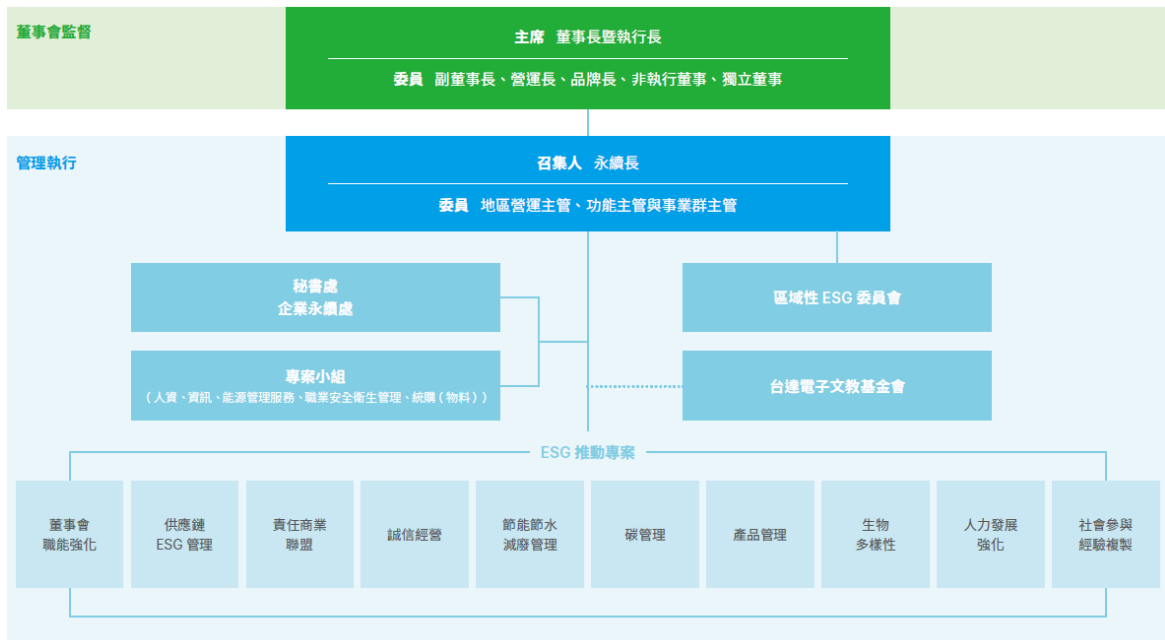 董事會監督
主席 董事長暨執行長
委員 副董事長、營運長、品牌長、非執行董事、獨立董事
管理執行
召集人 永續長
委員 地區營運主管、功能主管與事業群主管
秘書處
企業永續處
區域性 ESG 委員會
專案小組
（人資、資訊、能源管理服務、職業安全衛生管理、統購（物料））
台達電子文教基金會
ESG 推動專案
董事會
職能強化
供應鏈
ESG 管理
責任商業
聯盟
誠信經營
節能節水
減廢管理
碳管理
產品管理
生物
多樣性
人力發展
強化
社會參與
經驗複製